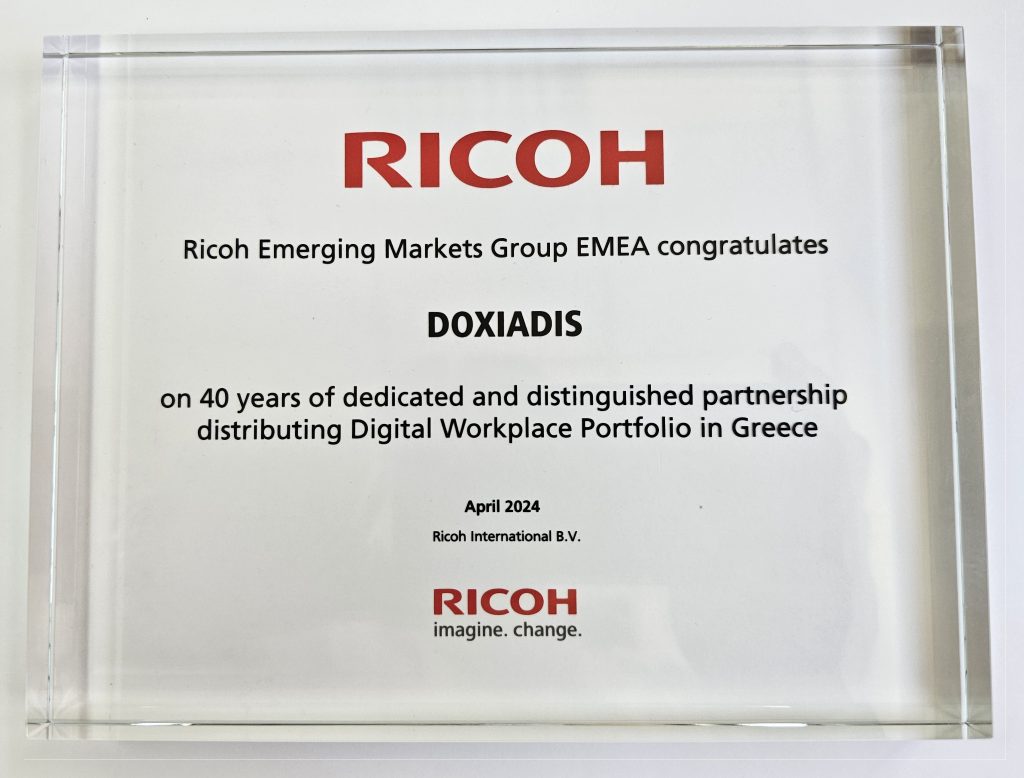 RICOH
Ricoh Emerging Markets Group EMEA congratulates
DOXIADIS
on 40 years of dedicated and distinguished partnership
distributing Digital Workplace Portfolio in Greece
April 2024
Ricoh International B.V.
RICOH
imagine. change.